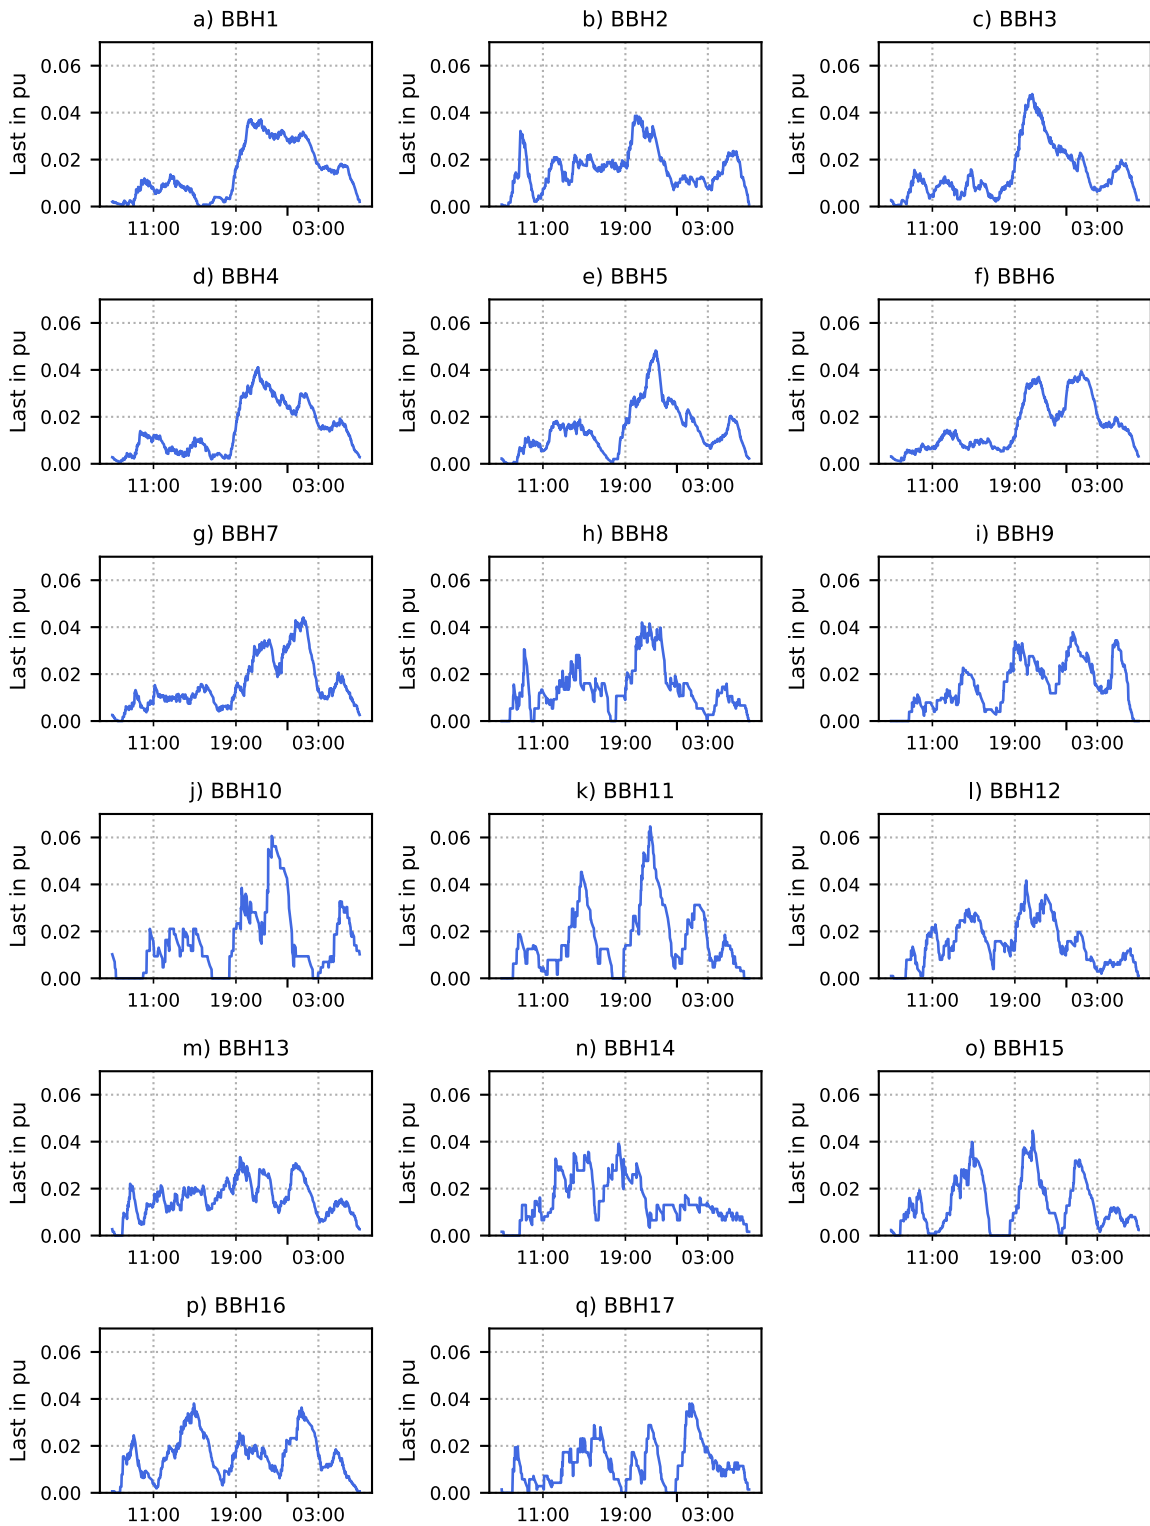 a) BBH1
b) BBH2
c) BBH3
Last in pu
0.06
0.04
0.02
0.00
11:00 19:00 03:00
Last in pu
0.06
0.04
0.02
0.00
11:00 19:00 03:00
Last in pu
0.06
0.04
0.02
0.00
11:00 19:00 03:00
d) BBH4
e) BBH5
f) BBH6
Last in pu
0.06
0.04
0.02
0.00
11:00 19:00 03:00
Last in pu
0.06
0.04
0.02
0.00
11:00 19:00 03:00
Last in pu
0.06
0.04
0.02
0.00
11:00 19:00 03:00
g) BBH7
h) BBH8
i) BBH9
Last in pu
0.06
0.04
0.02
0.00
11:00 19:00 03:00
Last in pu
0.06
0.04
0.02
0.00
11:00 19:00 03:00
Last in pu
0.06
0.04
0.02
0.00
11:00 19:00 03:00
j) BBH10
k) BBH11
l) BBH12
Last in pu
0.06
0.04
0.02
0.00
11:00 19:00 03:00
Last in pu
0.06
0.04
0.02
0.00
11:00 19:00 03:00
Last in pu
0.06
0.04
0.02
0.00
11:00 19:00 03:00
m) BBH13
n) BBH14
o) BBH15
Last in pu
0.06
0.04
0.02
0.00
11:00 19:00 03:00
Last in pu
0.06
0.04
0.02
0.00
11:00 19:00 03:00
Last in pu
0.06
0.04
0.02
0.00
11:00 19:00 03:00
p) BBH16
q) BBH17
Last in pu
0.06
0.04
0.02
0.00
11:00 19:00 03:00
Last in pu
0.06
0.04
0.02
0.00
11:00 19:00 03:00